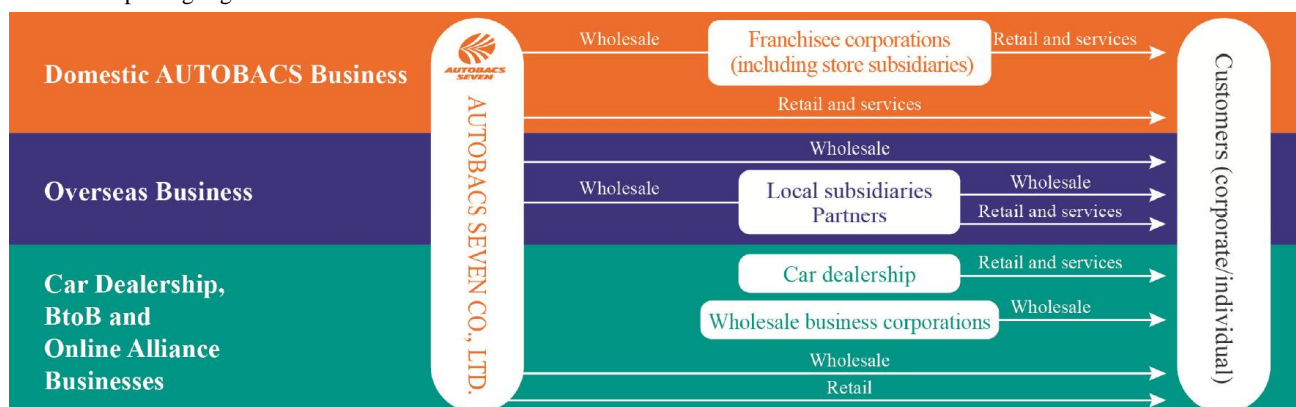 Domestic AUTOBACS Business
AUTOBACS
SEVEN
AUTOBACS SEVEN CO., LTD.
Wholesale
Franchisee corporations
(including store subsidiaries)
Retail and services
Retail and services
Customers (corporate/individual)
Overseas Business
Wholesale
Wholesale
Local subsidiaries
Partners
Wholesale
Retail and services
Car Dealership,
BtoB and
Online Alliance
Businesses
Car dealership
Retail and services
Wholesale business corporations
Wholesale
Wholesale
Retail